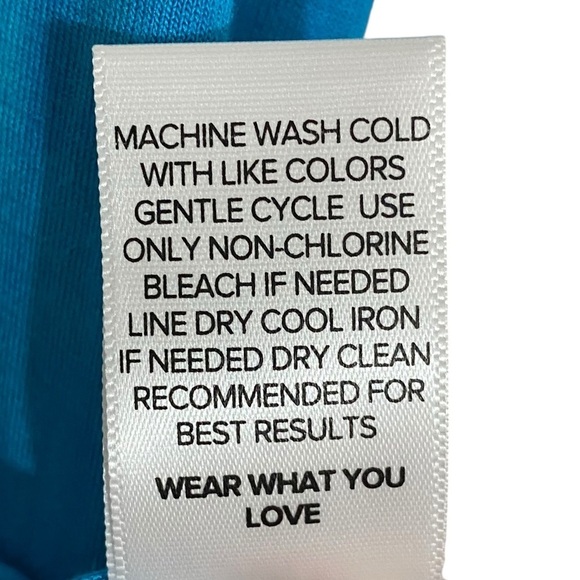 MACHINE WASH COLD
WITH LIKE COLORS
GENTLE CYCLE  USE
ONLY NON-CHLORINE
BLEACH IF NEEDED
LINE DRY COOL IRON
IF NEEDED DRY CLEAN
RECOMMENDED FOR
BEST RESULTS
WEAR WHAT YOU
LOVE